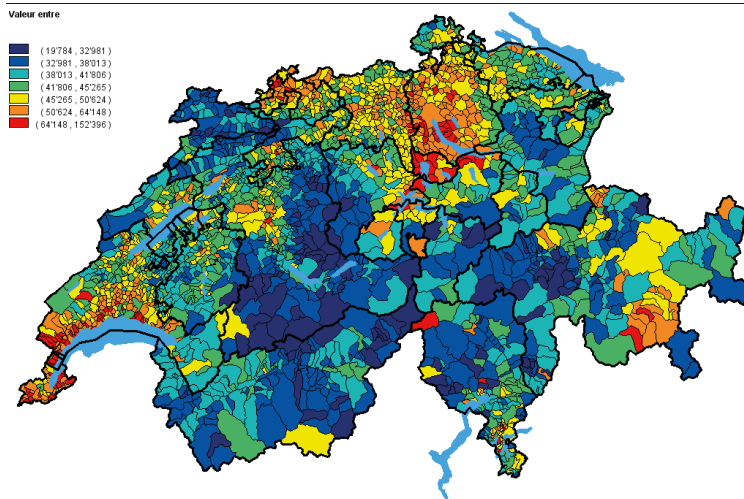 Valeur entre
( 19'784 , 32'981 )
( 32'981 , 38'013 )
( 38'013 , 41'806 )
( 41'806 , 45'265 )
( 45'265 , 50'624 )
( 50'624 , 64'148 )
( 64'148 , 152'396 )